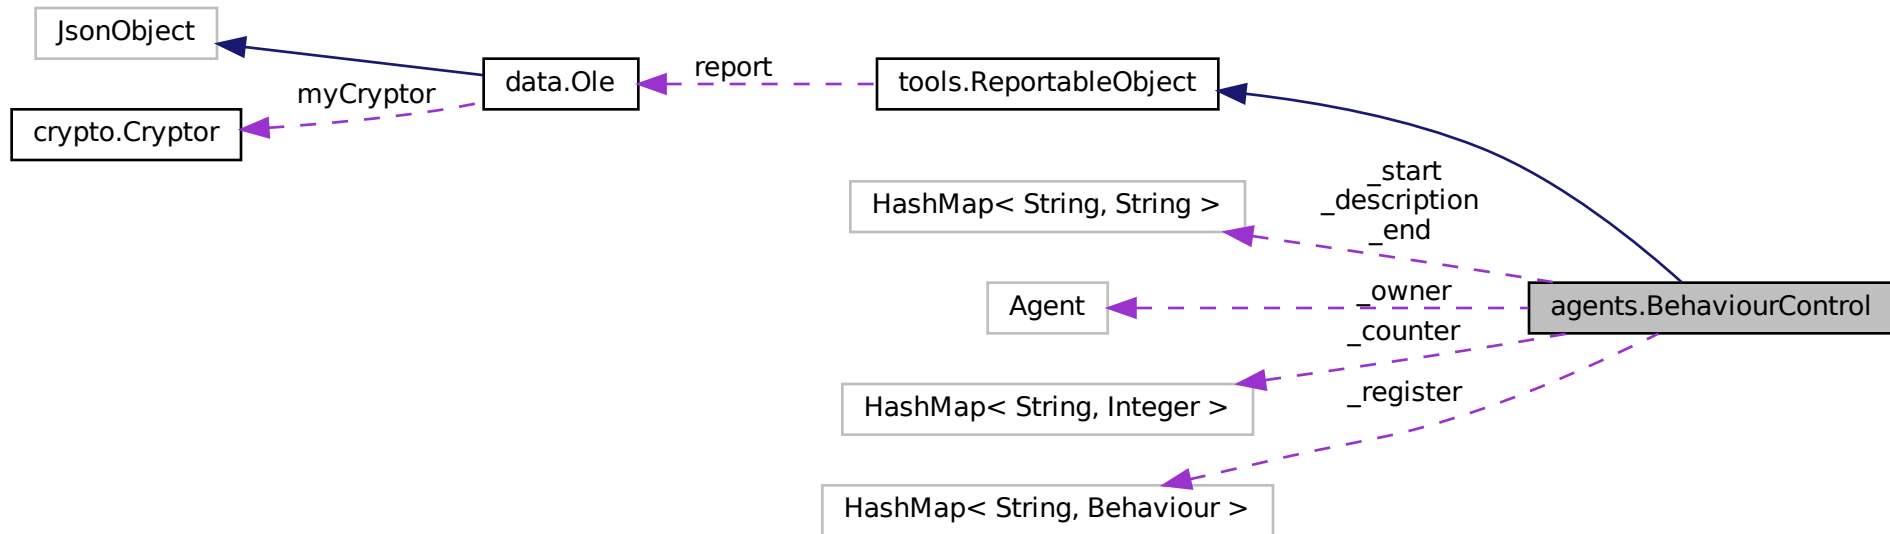 JsonObject
crypto.Cryptor
myCryptor
data.Ole
report
tools.ReportableObject
HashMap< String, String >
_start
_description
_end
Agent
_owner
agents.BehaviourControl
_counter
HashMap< String, Integer >
_register
HashMap< String, Behaviour >